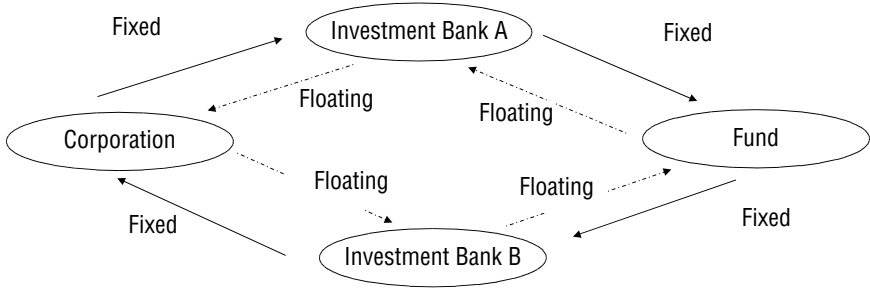 Fixed
Investment Bank A
Fixed
Floating
Floating
Corporation
Fund
Floating
Floating
Fixed
Fixed
Investment Bank B